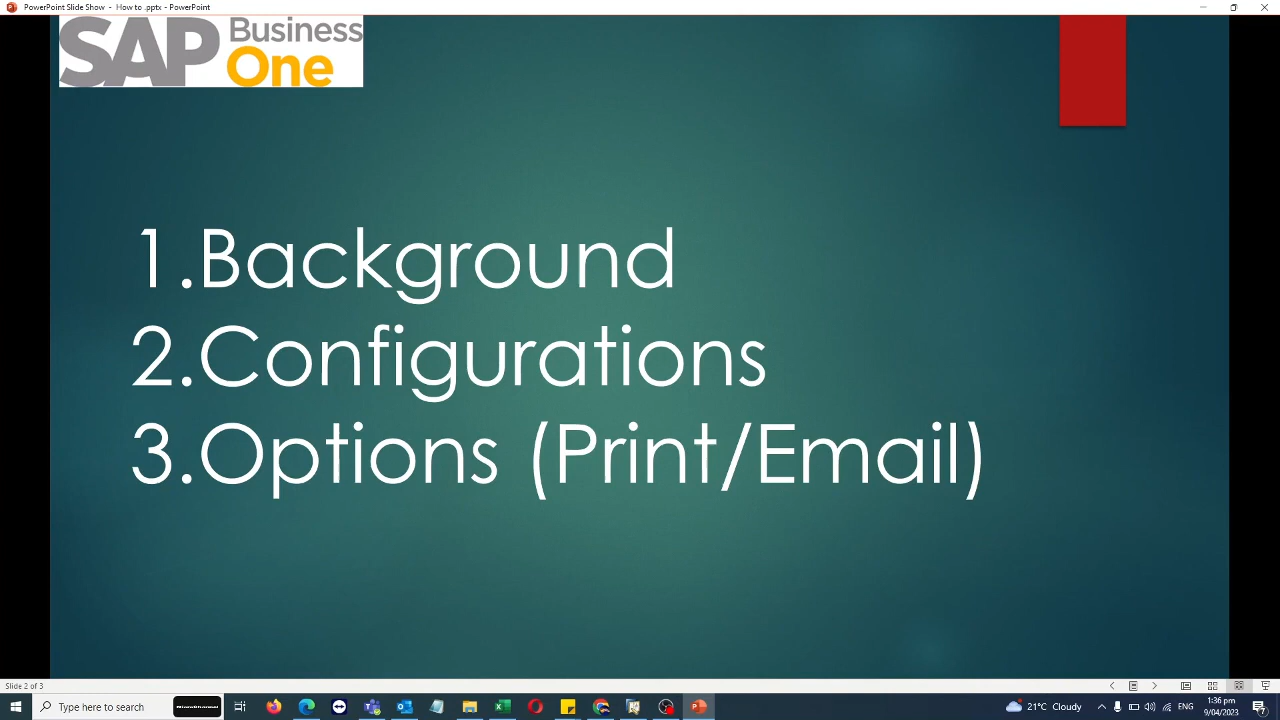 PowerPoint Slide Show - How to .pptx - PowerPoint
SAP Business One
1.Background
2.Configurations
3.Options (Print/Email)
Slide 2 of 3
Type here to search
21°C Cloudy
ENG
1:36 pm
9/04/2023